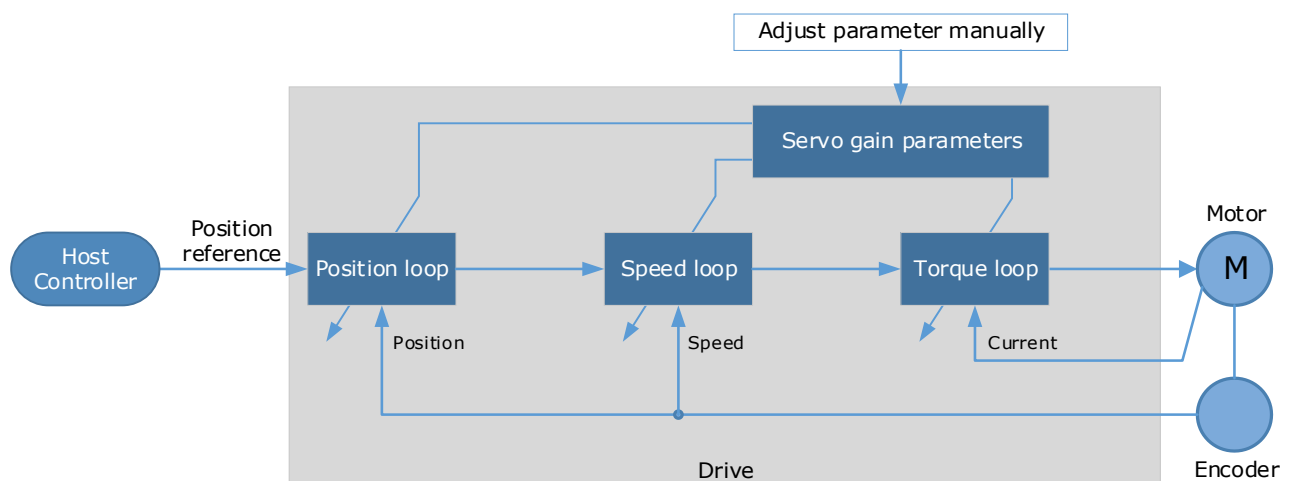 Adjust parameter manually
Servo gain parameters
Motor
Position
reference
Host
Controller
Position loop
Speed loop
Torque loop
M
Position
Speed
Current
Drive
Encoder